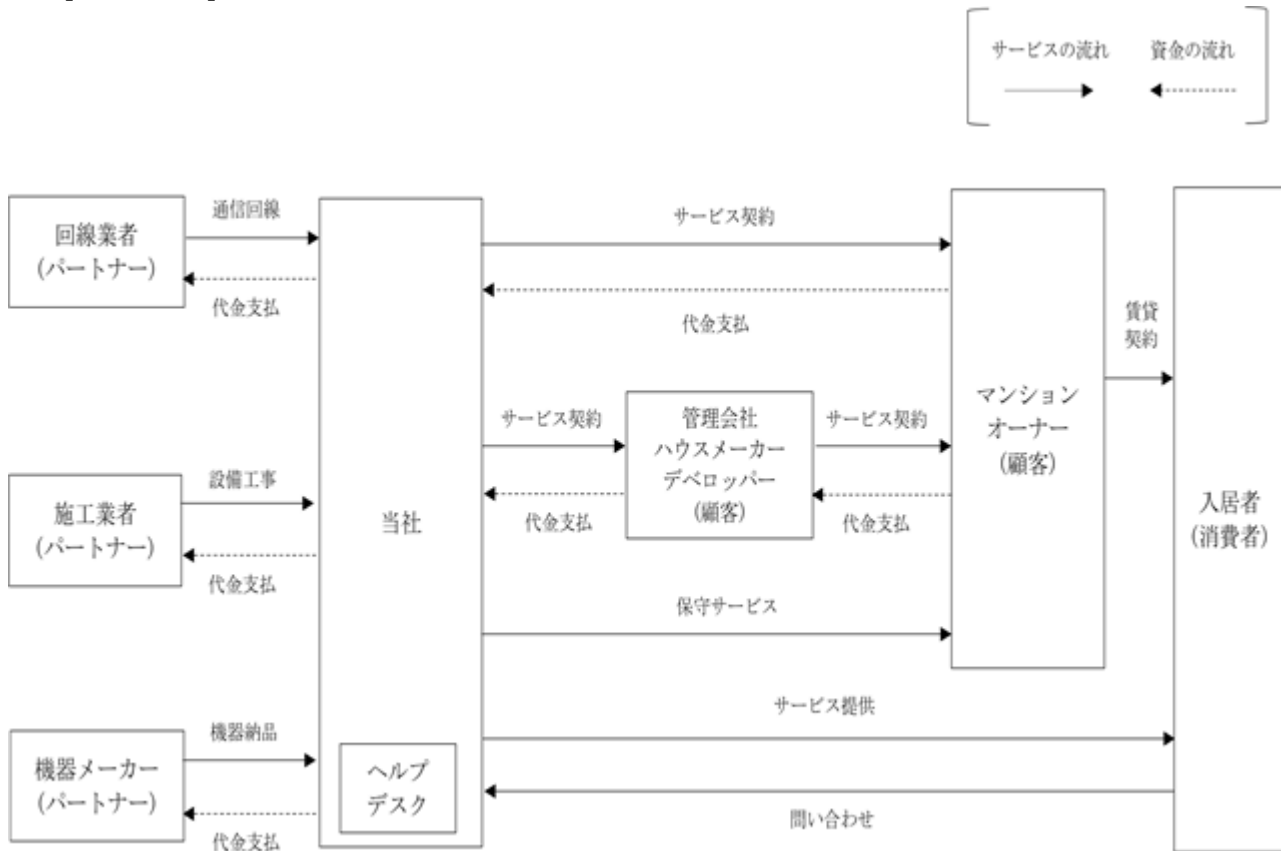 サービスの流れ
資金の流れ
回線業者
(パートナー)
通信回線
代金支払
施工業者
(パートナー)
設備工事
代金支払
機器メーカー
(パートナー)
機器納品
代金支払
当社
ヘルプ
デスク
サービス契約
代金支払
サービス契約
代金支払
管理会社
ハウスメーカー
デベロッパー
(顧客)
サービス契約
代金支払
保守サービス
マンション
オーナー
(顧客)
賃貸
契約
サービス提供
問い合わせ
入居者
(消費者)